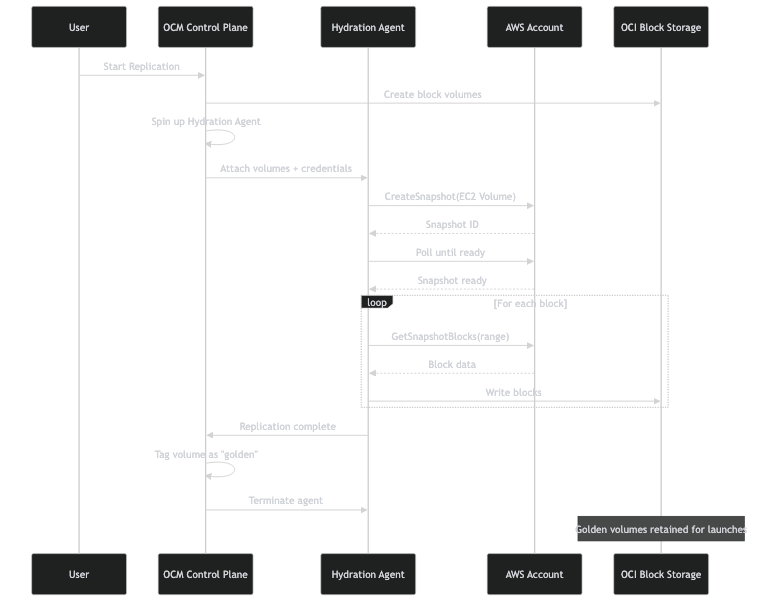 User
OCM Control Plane
Hydration Agent
AWS Account
OCI Block Storage
Start Replication
Create block volumes
Spin up Hydration Agent
Attach volumes + credentials
CreateSnapshot(EC2 Volume)
Snapshot ID
Poll until ready
Snapshot ready
loop
[For each block]
GetSnapshotBlocks(range)
Block data
Write blocks
Replication complete
Tag volume as "golden"
Terminate agent
Golden volumes retained for launches
User
OCM Control Plane
Hydration Agent
AWS Account
OCI Block Storage